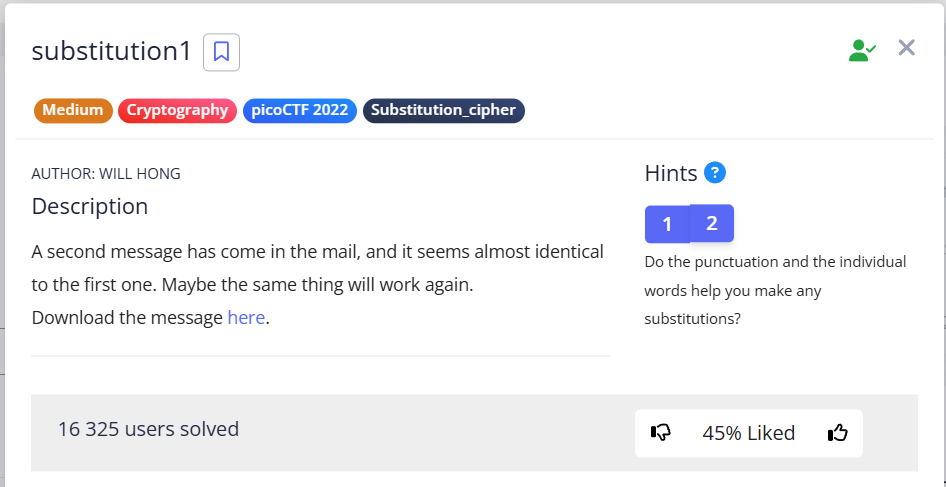 substitution1
Medium Cryptography picoCTF 2022 Substitution_cipher
AUTHOR: WILL HONG
Description
A second message has come in the mail, and it seems almost identical
to the first one. Maybe the same thing will work again.
Download the message here.
Hints ?
1 2
Do the punctuation and the individual
words help you make any
substitutions?
16 325 users solved
45% Liked